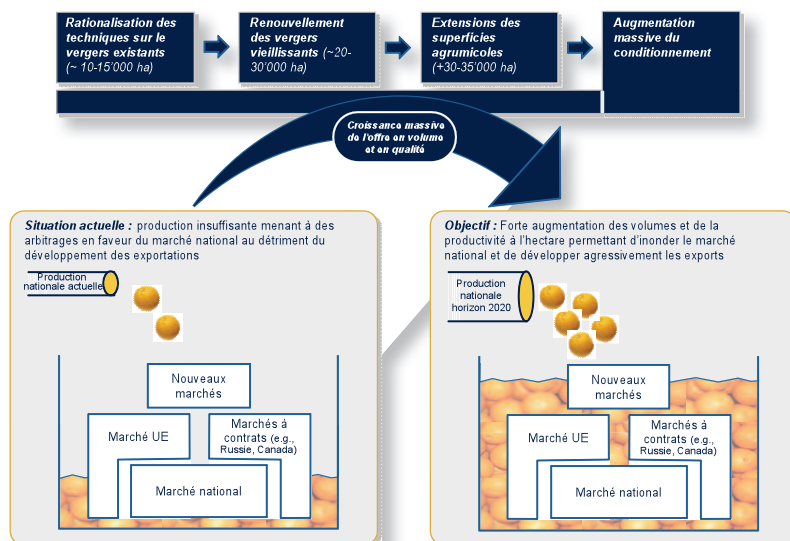 Rationalisation des
techniques sur le
vergers existants
(~ 10-15’000 ha)
Renouvellement
des vergers
vieillissants (~20-
30’000 ha)
Extensions des
superficies
agrumicoles
(+30-35’000 ha)
Augmentation
massive du
conditionnement
Croissance massive
de l'offre en volume
et en qualité
Situation actuelle : production insuffisante menant à des
arbitrages en faveur du marché national au détriment du
développement des exportations
Production
nationale actuelle
Nouveaux
marchés
Marché UE
Marchés à
contrats (e.g.,
Russie, Canada)
Marché national
Objectif : Forte augmentation des volumes et de la
productivité à l’hectare permettant d’inonder le marché
national et de développer agressivement les exports
Production
nationale
horizon 2020
Nouveaux
marchés
Marché UE
Marchés à
contrats (e.g.,
Russie, Canada)
Marché national